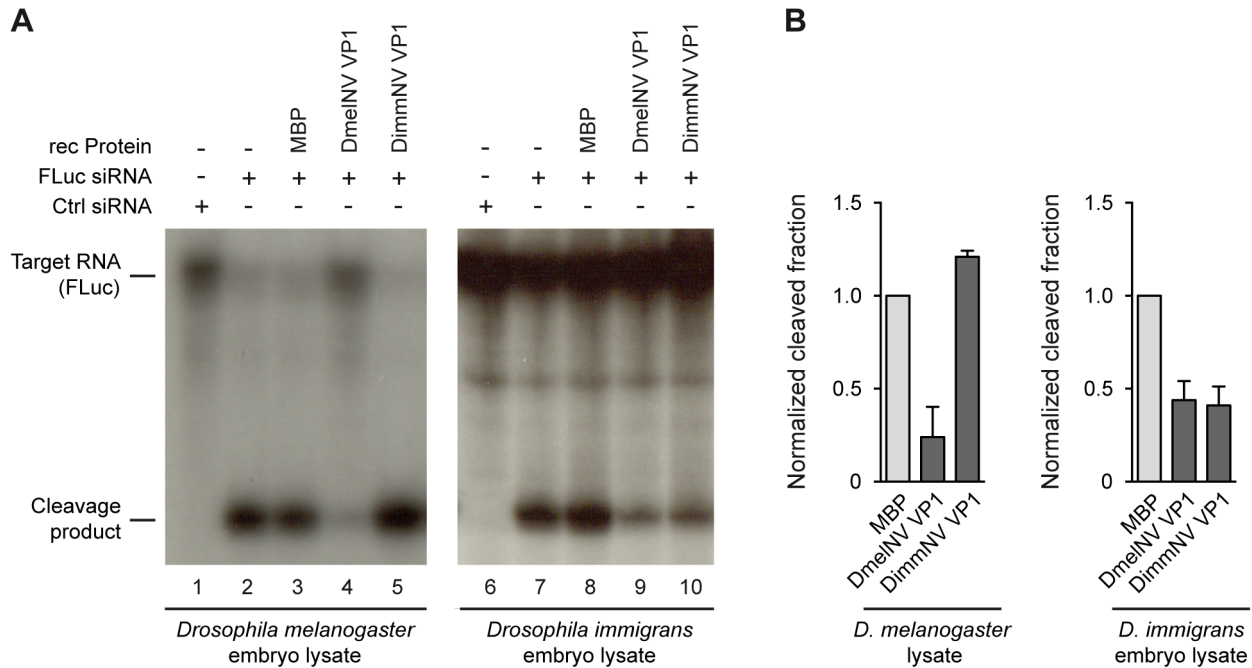 A
rec Protein - - MBP DmelNV VP1 DimmNV VP1 - - MBP DmelNV VP1 DimmNV VP1
FLuc siRNA - + + + + - + + + +
Ctrl siRNA + - - - - + - - - -
Target RNA
(FLuc)
Cleavage
product
1 2 3 4 5 6 7 8 9 10
Drosophila melanogaster
embryo lysate
Drosophila immigrans
embryo lysate
B
Normalized cleaved fraction
1.5
1.0
0.5
0
MBP
DmelNV VP1
DimmNV VP1
D. melanogaster
lysate
Normalized cleaved fraction
1.5
1.0
0.5
0
MBP
DmelNV VP1
DimmNV VP1
D. immigrans
embryo lysate